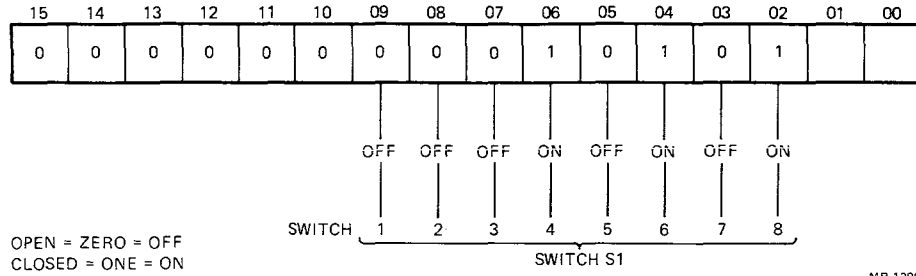 15 14 13 12 11 10 09 08 07 06 05 04 03 02 01 00
0 0 0 0 0 0 0 0 0 1 0 1 0 1
OFF OFF OFF ON OFF ON OFF ON
SWITCH 1 2 3 4 5 6 7 8
OPEN = ZERO = OFF
SWITCH S1
CLOSED = ONE = ON